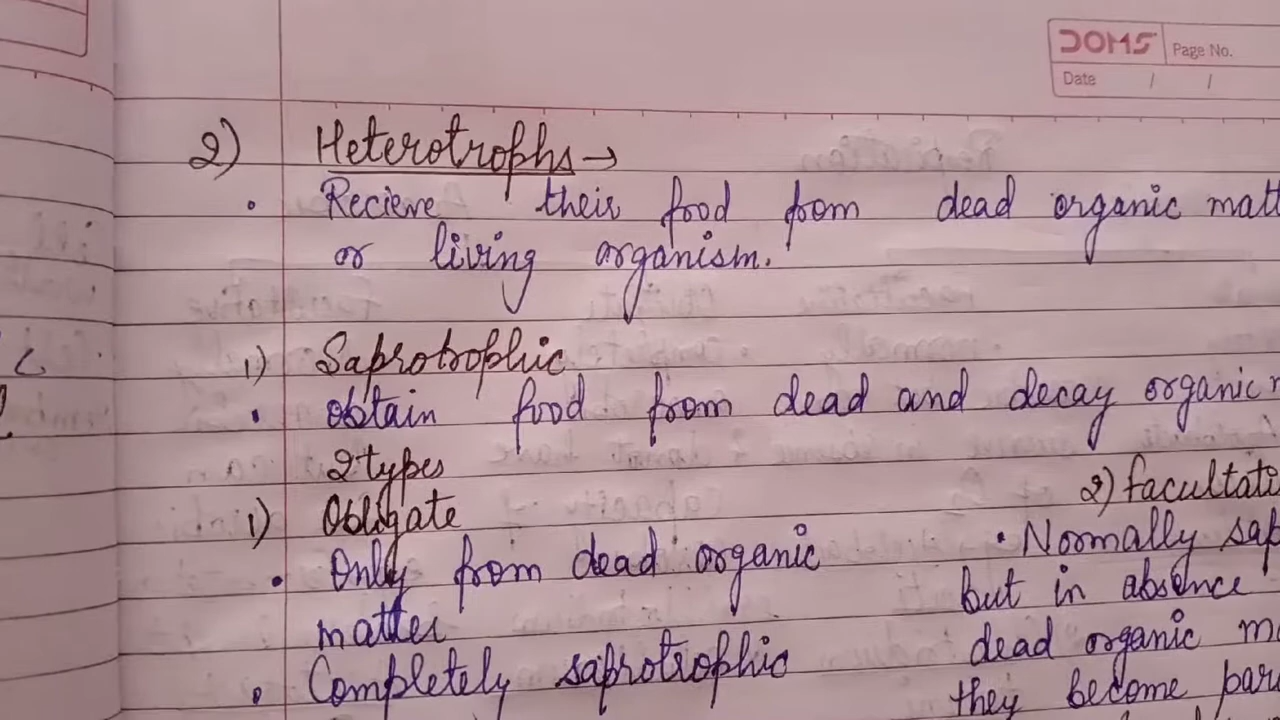 DOMS Page No.
Date / /
2) Heterotrophs →
• Recieve their food from dead organic matt
or living organism.
1) Saprotrophic
• obtain food from dead and decay organic
2 types
1) Obligate 2) facultati
• Only from dead organic • Normally sap
matter but in absence
• Completely saprotrophic dead organic m
they become par